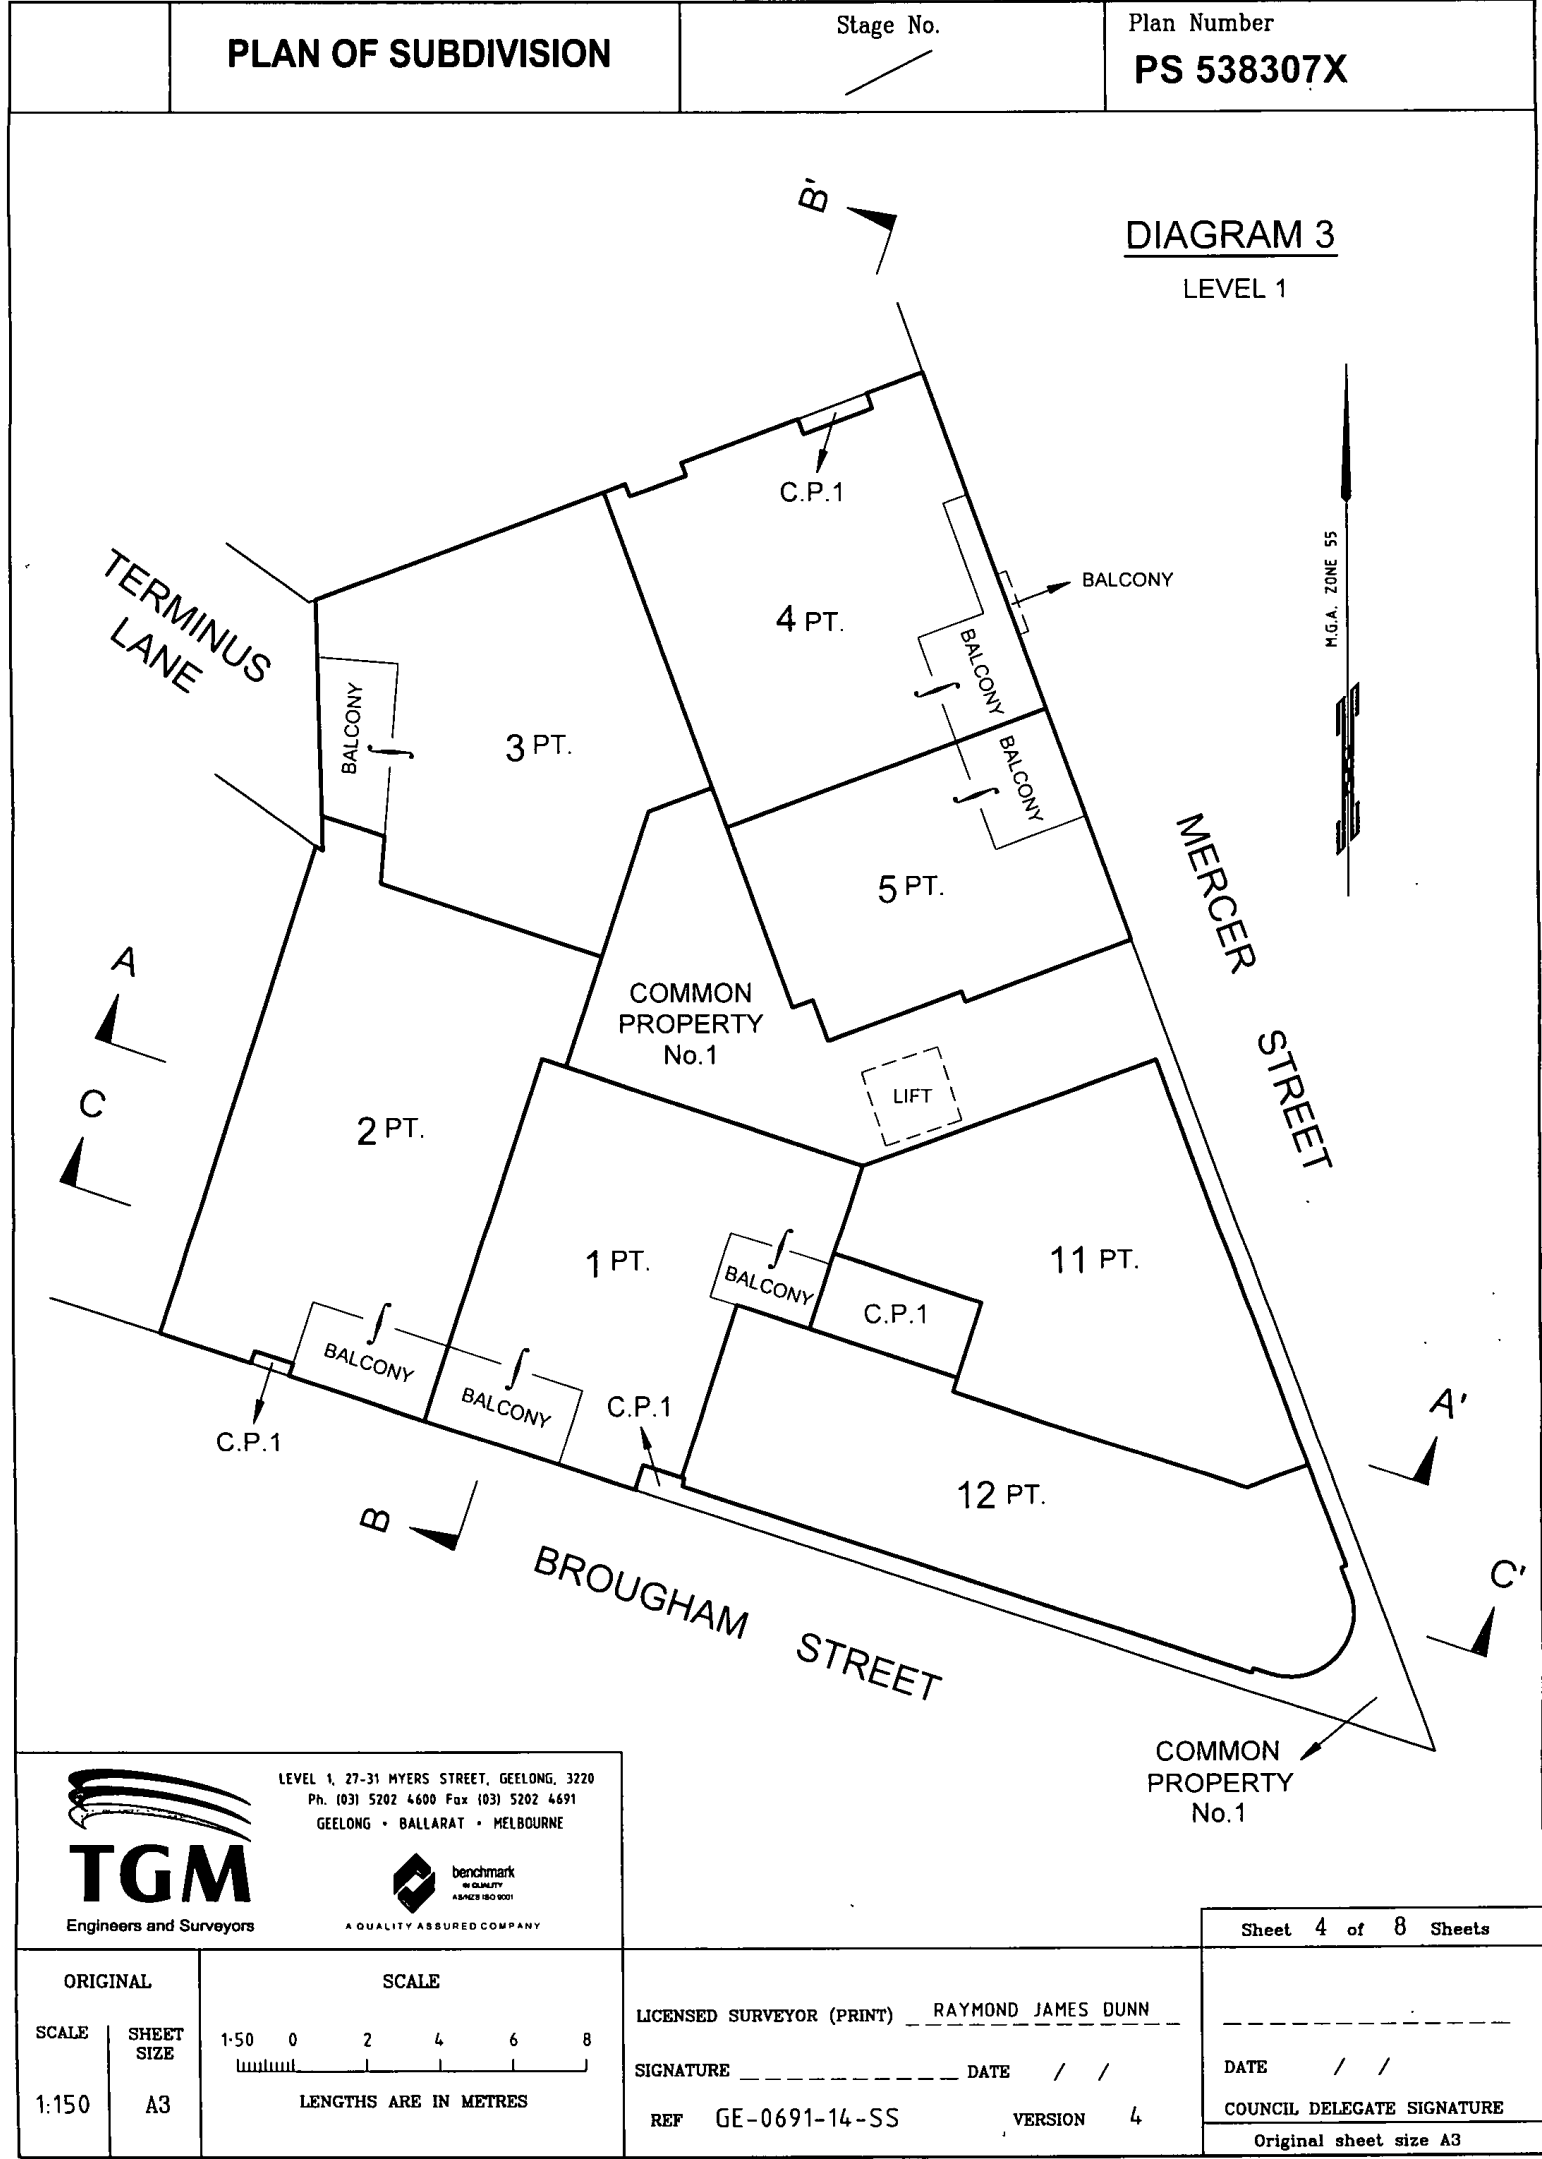 PLAN OF SUBDIVISION
Stage No.
Plan Number
PS 538307X
B'
DIAGRAM 3
LEVEL 1
C.P.1
BALCONY
M.G.A. ZONE 55
TERMINUS
LANE
4 PT.
BALCONY
BALCONY
3 PT.
BALCONY
MERCER
STREET
5 PT.
A
COMMON
PROPERTY
No.1
C
LIFT
2 PT.
1 PT.
BALCONY
11 PT.
C.P.1
BALCONY
BALCONY
C.P.1
C.P.1
A'
12 PT.
B
BROUGHAM
STREET
C'
COMMON
PROPERTY
No.1
LEVEL 1, 27-31 MYERS STREET, GEELONG, 3220
Ph. (03) 5202 4600 Fax (03) 5202 4691
GEELONG • BALLARAT • MELBOURNE
TGM
Engineers and Surveyors
benchmark
IN QUALITY
AS/NZS ISO 9001
A QUALITY ASSURED COMPANY
Sheet 4 of 8 Sheets
ORIGINAL
SCALE
SHEET
SIZE
1:150
A3
SCALE
1·50 0 2 4 6 8
LENGTHS ARE IN METRES
LICENSED SURVEYOR (PRINT) RAYMOND JAMES DUNN
SIGNATURE DATE / /
REF GE-0691-14-SS VERSION 4
DATE / /
COUNCIL DELEGATE SIGNATURE
Original sheet size A3